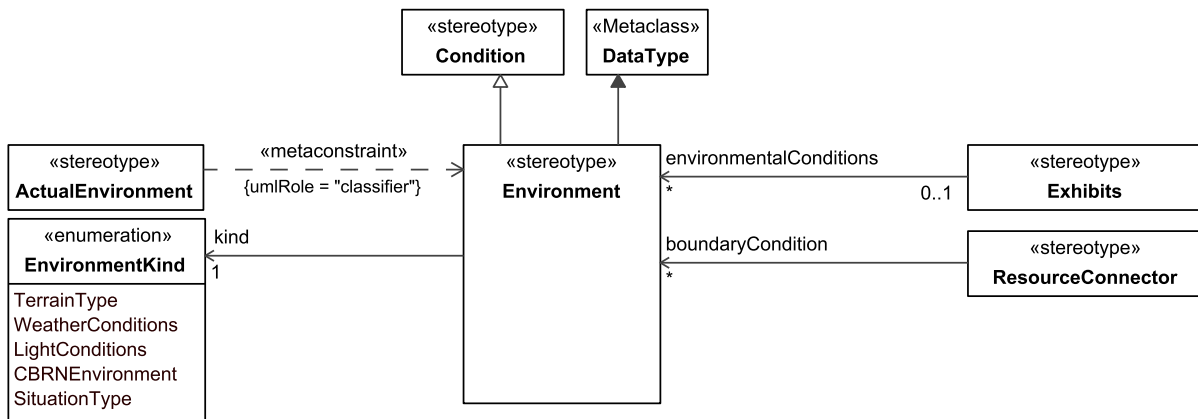 «stereotype»
Condition
«Metaclass»
DataType
«stereotype»
ActualEnvironment
«metaconstraint»
{umlRole = "classifier"}
«stereotype»
Environment
environmentalConditions
*
0..1
«stereotype»
Exhibits
«enumeration»
EnvironmentKind
TerrainType
WeatherConditions
LightConditions
CBRNEnvironment
SituationType
kind
1
boundaryCondition
*
«stereotype»
ResourceConnector